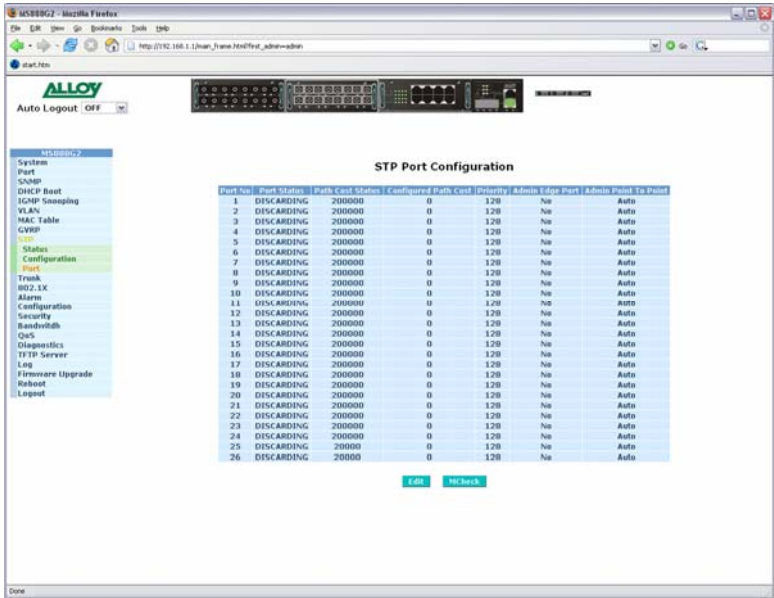 MS888G2 - Mozilla Firefox
File Edit View Go Bookmarks Tools Help
http://192.168.1.1/main_frame.html?first_admin=admin
start.htm
ALLOY
Auto Logout OFF
MS888G2
System
Port
SNMP
DHCP Boot
IGMP Snooping
VLAN
MAC Table
GVRP
STP
Status
Configuration
Port
Trunk
802.1X
Alarm
Configuration
Security
Bandwitdh
QoS
Diagnostics
TFTP Server
Log
Firmware Upgrade
Reboot
Logout
STP Port Configuration
Port No Port Status Path Cost Status Configured Path Cost Priority Admin Edge Port Admin Point To Point
1 DISCARDING 200000 0 128 No Auto
2 DISCARDING 200000 0 128 No Auto
3 DISCARDING 200000 0 128 No Auto
4 DISCARDING 200000 0 128 No Auto
5 DISCARDING 200000 0 128 No Auto
6 DISCARDING 200000 0 128 No Auto
7 DISCARDING 200000 0 128 No Auto
8 DISCARDING 200000 0 128 No Auto
9 DISCARDING 200000 0 128 No Auto
10 DISCARDING 200000 0 128 No Auto
11 DISCARDING 200000 0 128 No Auto
12 DISCARDING 200000 0 128 No Auto
13 DISCARDING 200000 0 128 No Auto
14 DISCARDING 200000 0 128 No Auto
15 DISCARDING 200000 0 128 No Auto
16 DISCARDING 200000 0 128 No Auto
17 DISCARDING 200000 0 128 No Auto
18 DISCARDING 200000 0 128 No Auto
19 DISCARDING 200000 0 128 No Auto
20 DISCARDING 200000 0 128 No Auto
21 DISCARDING 200000 0 128 No Auto
22 DISCARDING 200000 0 128 No Auto
23 DISCARDING 200000 0 128 No Auto
24 DISCARDING 200000 0 128 No Auto
25 DISCARDING 20000 0 128 No Auto
26 DISCARDING 20000 0 128 No Auto
Edit MCheck
Done